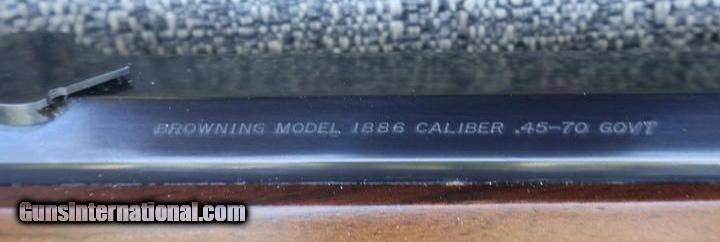 BROWNING MODEL 1886 CALIBER .45-70 GOVT
GunsInternational.com